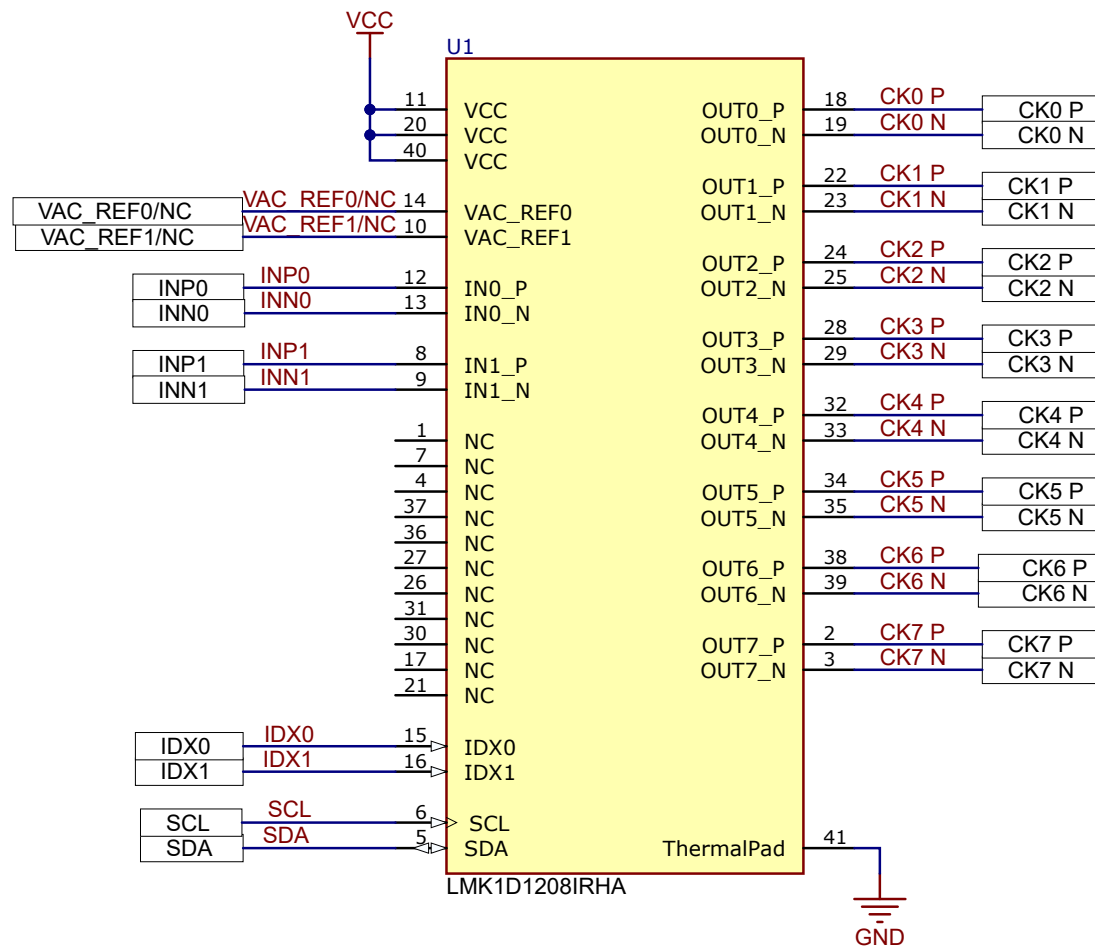 VCC
U1
11 VCC OUT0_P 18 CK0 P CK0 P
20 VCC OUT0_N 19 CK0 N CK0 N
40 VCC
OUT1_P 22 CK1 P CK1 P
VAC_REF0/NC VAC_REF0/NC 14 VAC_REF0 OUT1_N 23 CK1 N CK1 N
VAC_REF1/NC VAC_REF1/NC 10 VAC_REF1
OUT2_P 24 CK2 P CK2 P
INP0 INP0 12 IN0_P OUT2_N 25 CK2 N CK2 N
INN0 INN0 13 IN0_N
OUT3_P 28 CK3 P CK3 P
INP1 INP1 8 IN1_P OUT3_N 29 CK3 N CK3 N
INN1 INN1 9 IN1_N
OUT4_P 32 CK4 P CK4 P
1 NC OUT4_N 33 CK4 N CK4 N
7 NC
4 NC OUT5_P 34 CK5 P CK5 P
37 NC OUT5_N 35 CK5 N CK5 N
36 NC
27 NC OUT6_P 38 CK6 P CK6 P
26 NC OUT6_N 39 CK6 N CK6 N
31 NC
30 NC OUT7_P 2 CK7 P CK7 P
17 NC OUT7_N 3 CK7 N CK7 N
21 NC
IDX0 IDX0 15 IDX0
IDX1 IDX1 16 IDX1
SCL SCL 6 SCL
SDA SDA 5 SDA ThermalPad 41
LMK1D1208IRHA
GND